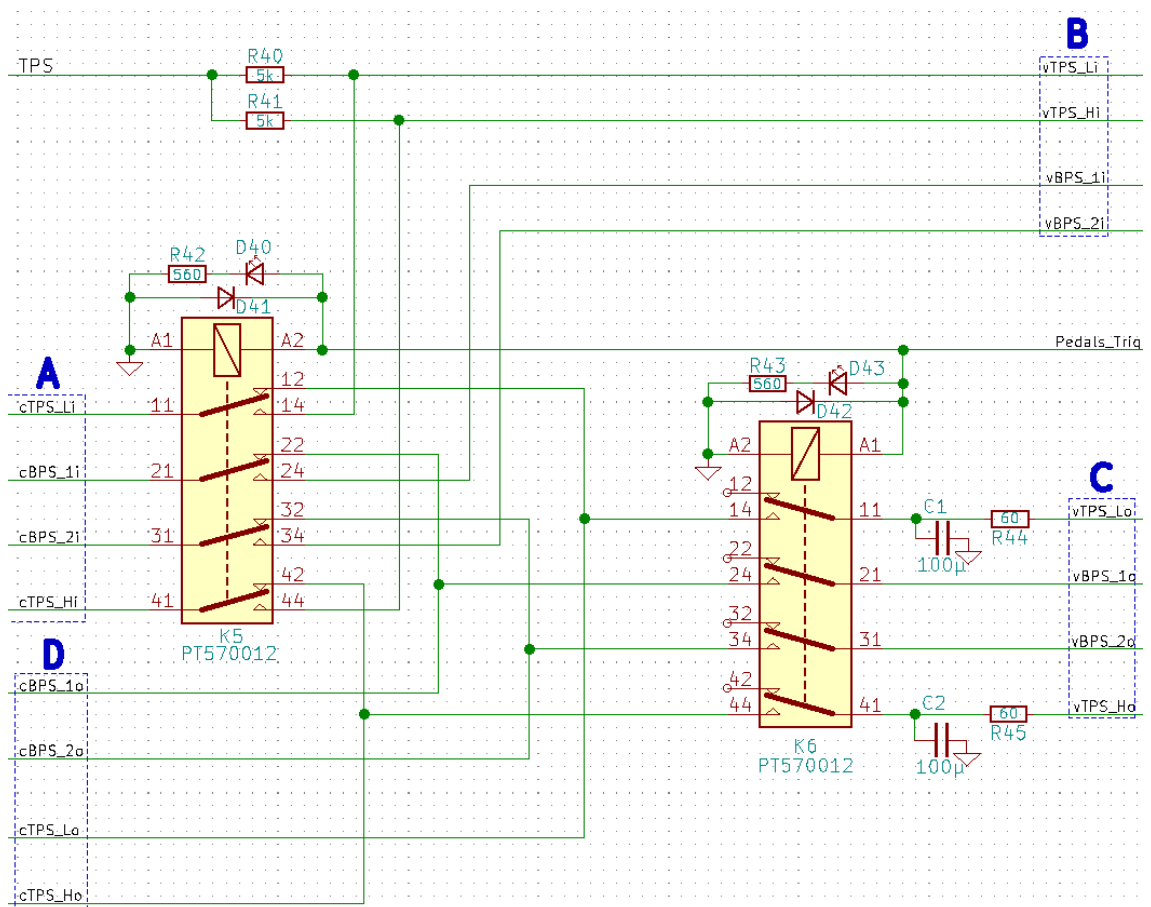 B
TPS
R40
5k
R41
5k
vTPS_Li
vTPS_Hi
vBPS_1i
vBPS_2i
R42
560
D40
D41
A1
A2
Pedals_Trig
A
cTPS_Li
cBPS_1i
cBPS_2i
cTPS_Hi
11
21
31
41
12
14
22
24
32
34
42
44
K5
PT570012
R43
560
D43
D42
A2
A1
12
14
22
24
32
34
42
44
11
21
31
41
K6
PT570012
C1
100µ
60
R44
C2
100µ
60
R45
C
vTPS_Lo
vBPS_1o
vBPS_2o
vTPS_Ho
D
cBPS_1o
cBPS_2o
cTPS_Lo
cTPS_Ho